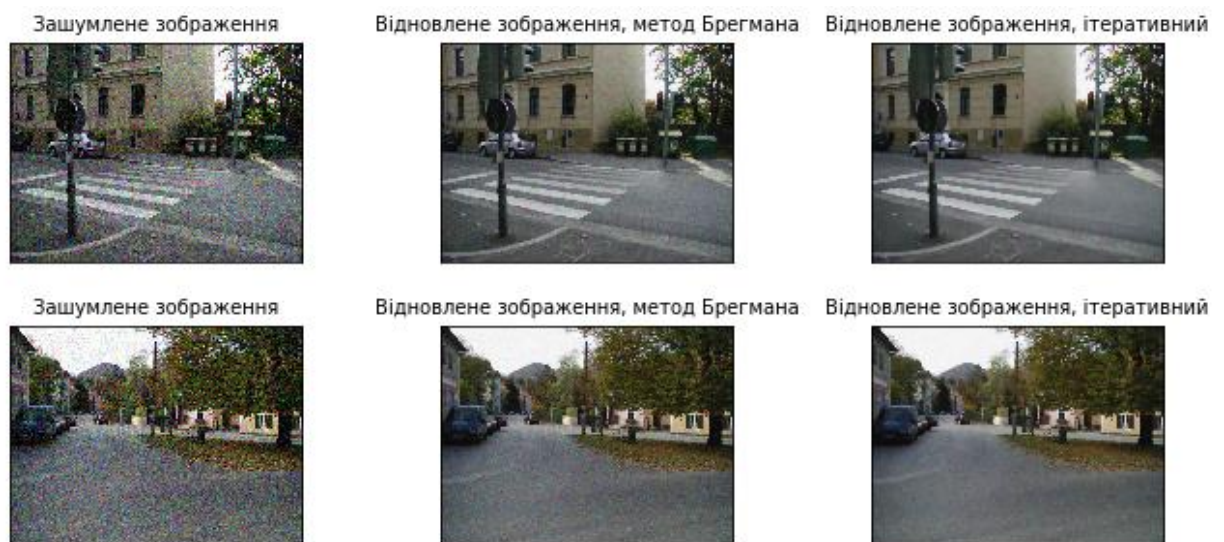 Зашумлене зображення
Відновлене зображення, метод Брегмана
Відновлене зображення, ітеративний
Зашумлене зображення
Відновлене зображення, метод Брегмана
Відновлене зображення, ітеративний